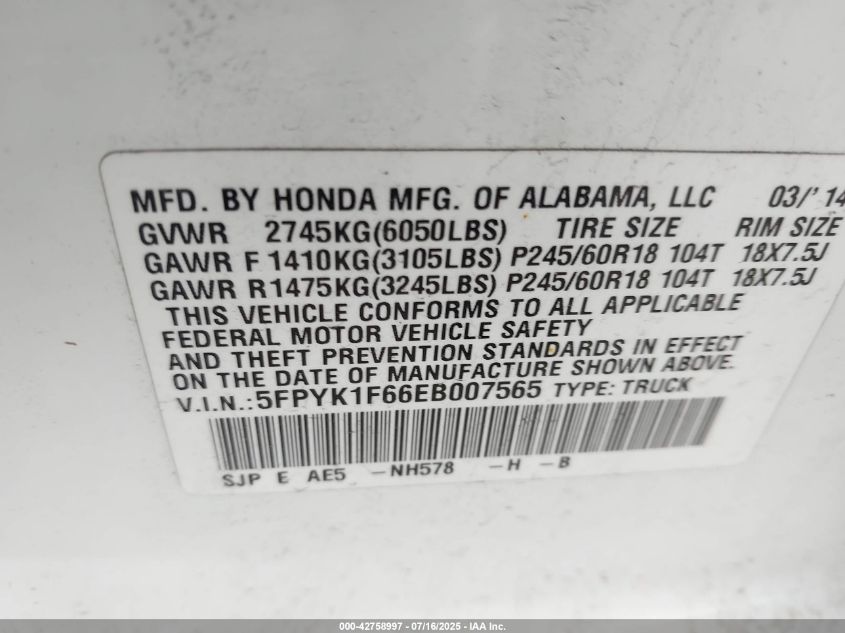 MFD. BY HONDA MFG. OF ALABAMA, LLC 03/'14
GVWR 2745KG(6050LBS) TIRE SIZE RIM SIZE
GAWR F 1410KG(3105LBS) P245/60R18 104T 18X7.5J
GAWR R 1475KG(3245LBS) P245/60R18 104T 18X7.5J
THIS VEHICLE CONFORMS TO ALL APPLICABLE
FEDERAL MOTOR VEHICLE SAFETY
AND THEFT PREVENTION STANDARDS IN EFFECT
ON THE DATE OF MANUFACTURE SHOWN ABOVE.
V.I.N.: 5FPYK1F66EB007565 TYPE: TRUCK
SJP E AE5 -NH578 -H -B
000-42758997 - 07/16/2025 - IAA Inc.